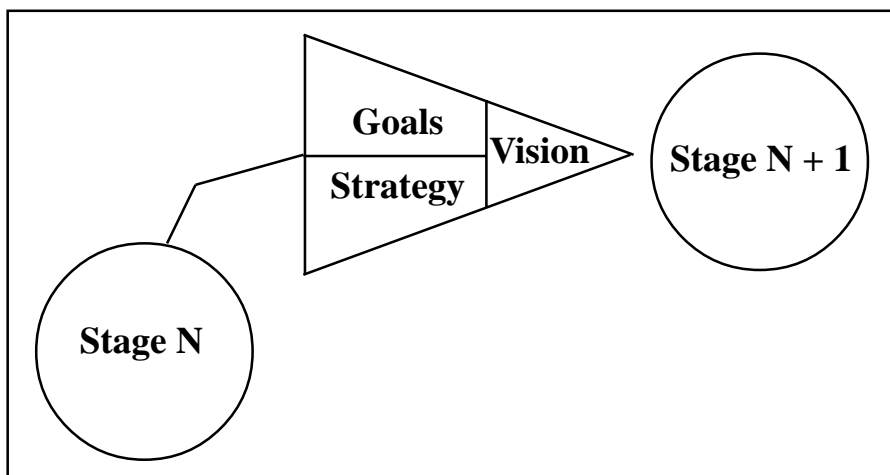 Goals
Strategy
Vision
Stage N + 1
Stage N